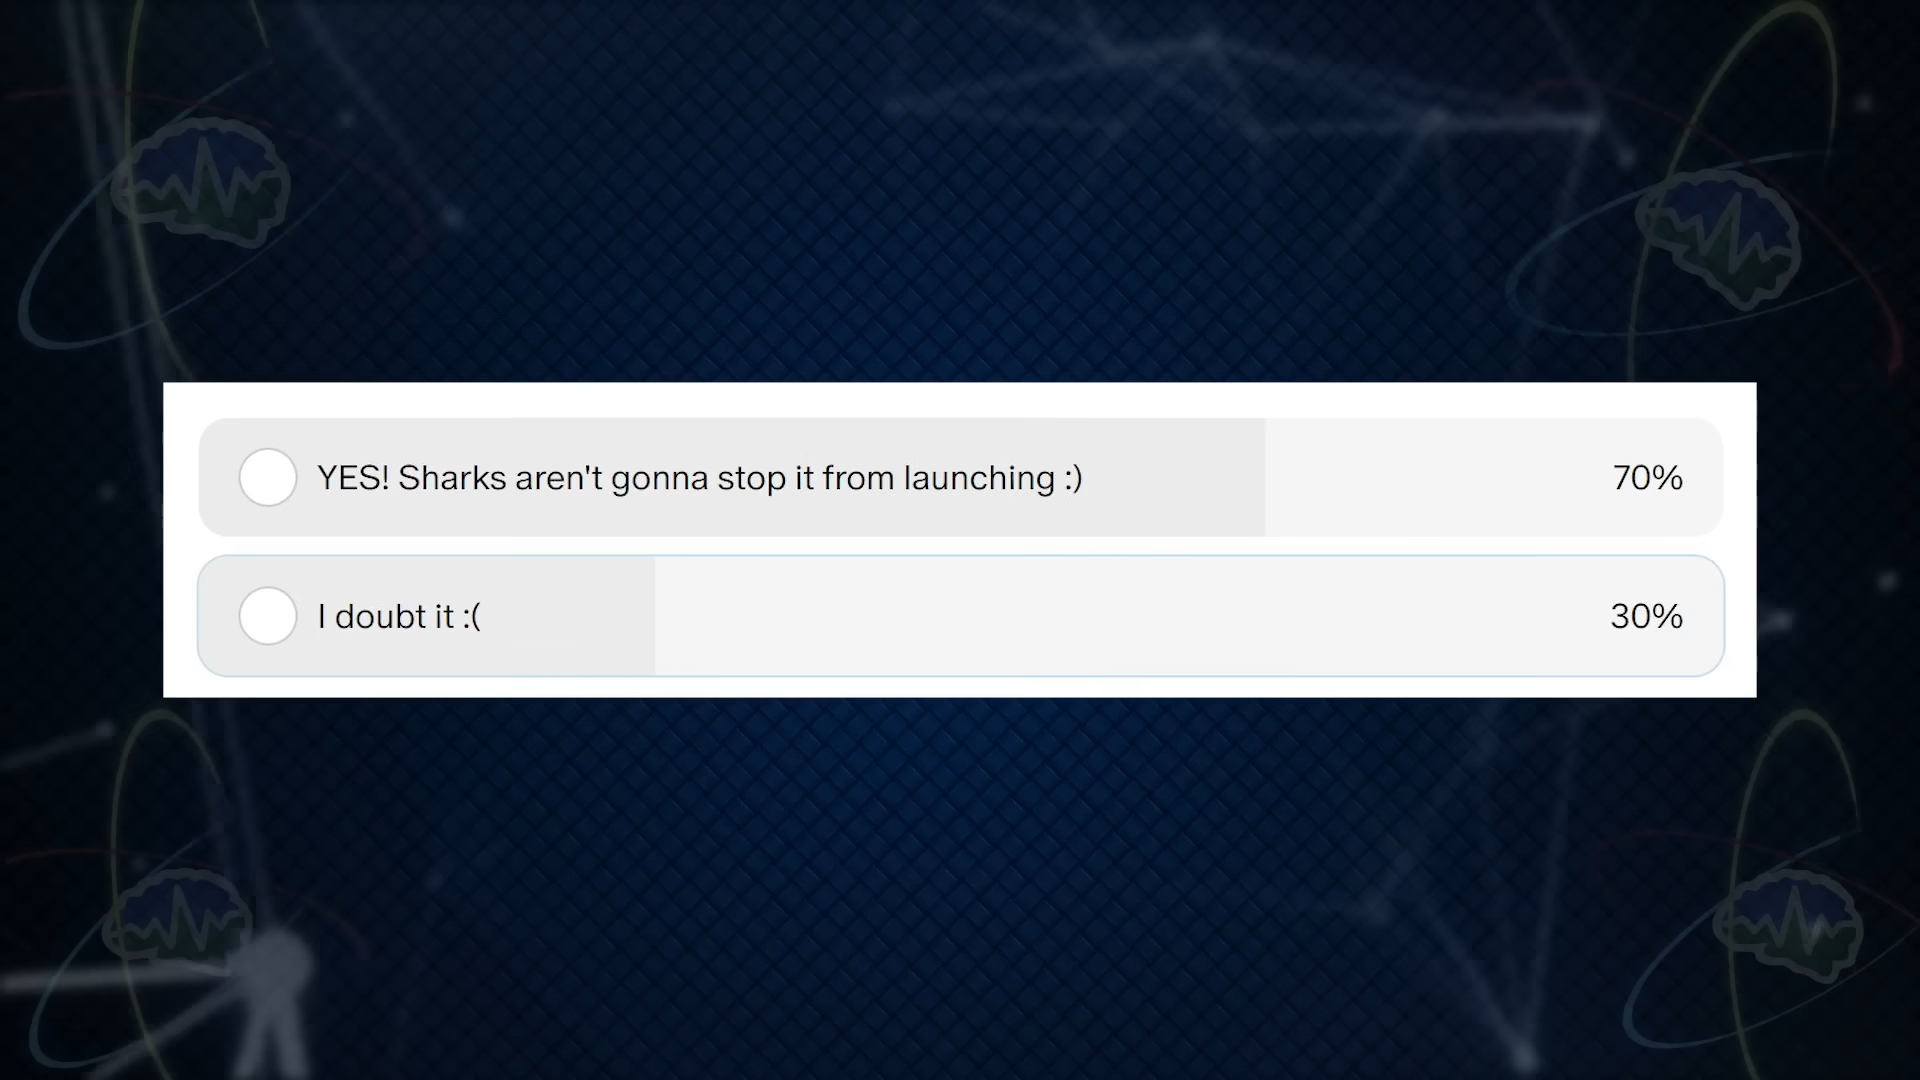 YES! Sharks aren't gonna stop it from launching :) 70%
I doubt it :( 30%